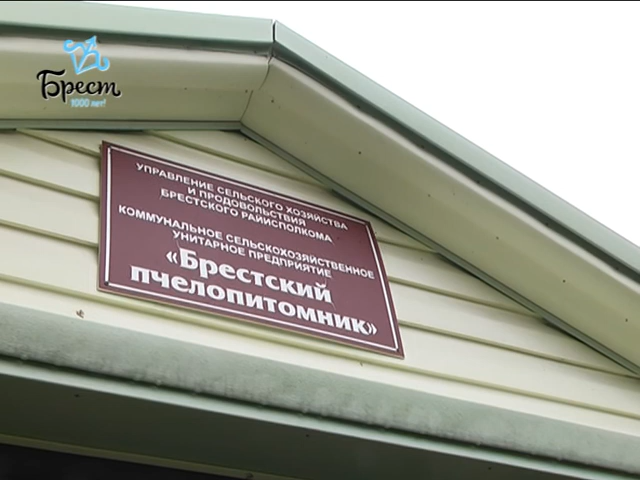 Брест
1000 лет!
УПРАВЛЕНИЕ СЕЛЬСКОГО ХОЗЯЙСТВА
И ПРОДОВОЛЬСТВИЯ
БРЕСТСКОГО РАЙИСПОЛКОМА
КОММУНАЛЬНОЕ СЕЛЬСКОХОЗЯЙСТВЕННОЕ
УНИТАРНОЕ ПРЕДПРИЯТИЕ
«Брестский
пчелопитомник»